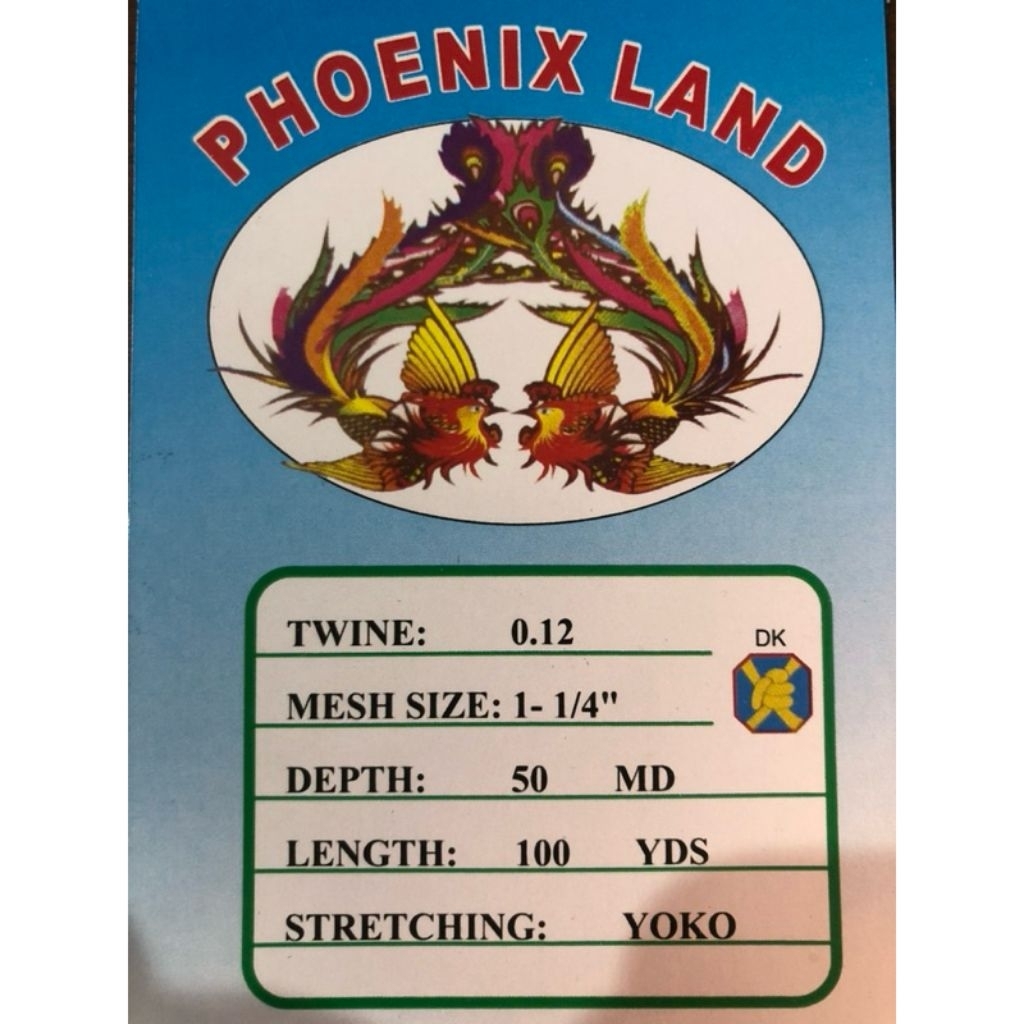 PHOENIX LAND
TWINE: 0.12
DK
MESH SIZE: 1- 1/4"
DEPTH: 50 MD
LENGTH: 100 YDS
STRETCHING: YOKO